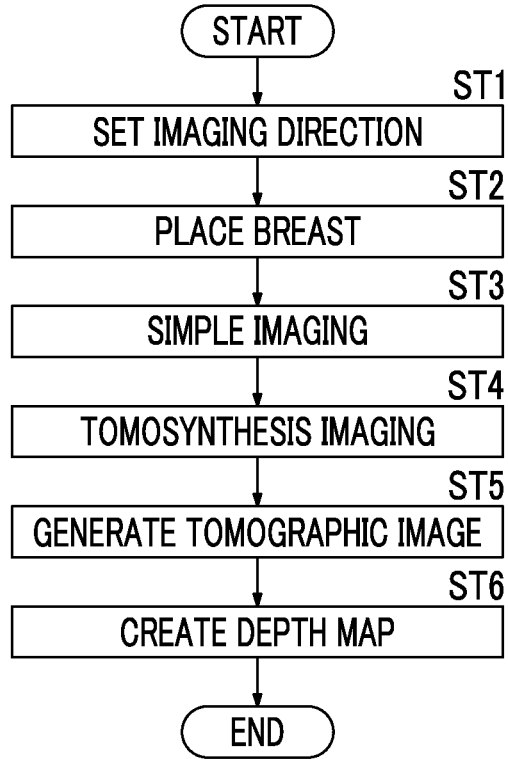 START
ST1
SET IMAGING DIRECTION
ST2
PLACE BREAST
ST3
SIMPLE IMAGING
ST4
TOMOSYNTHESIS IMAGING
ST5
GENERATE TOMOGRAPHIC IMAGE
ST6
CREATE DEPTH MAP
END